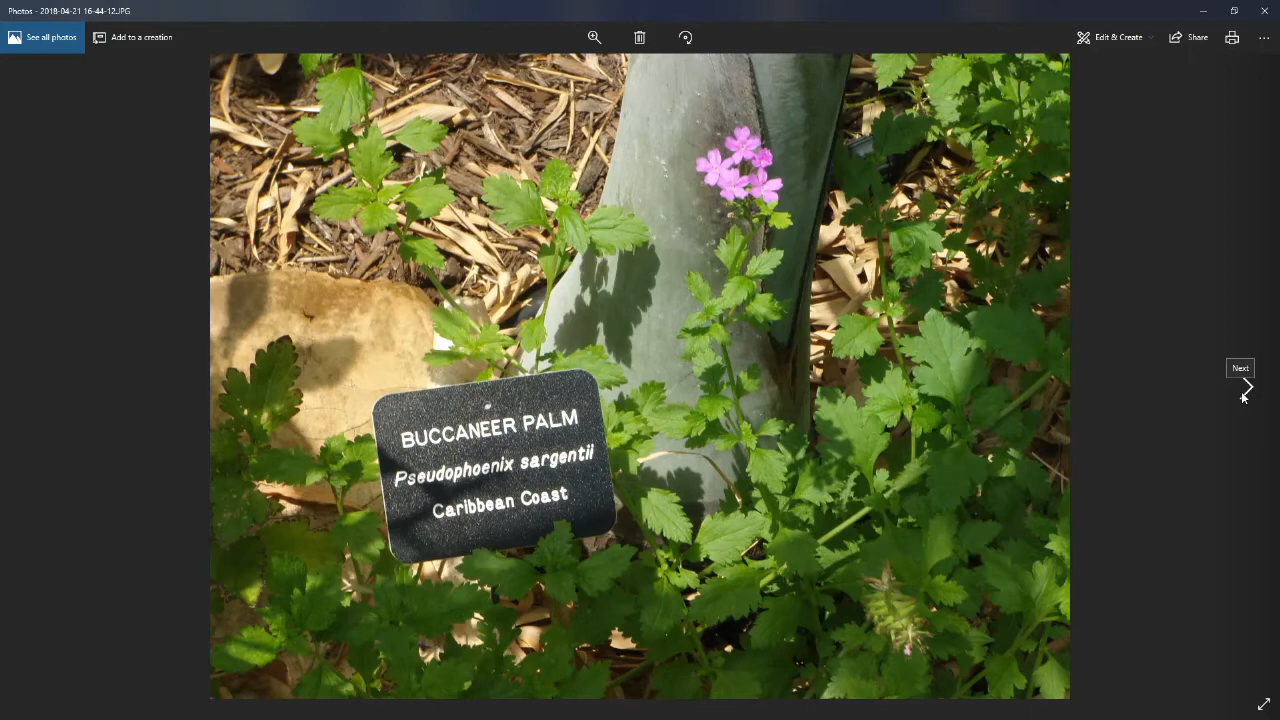 Photos - 2018-04-21 16-44-12.JPG
See all photos
Add to a creation
Edit & Create
Share
BUCCANEER PALM
Pseudophoenix sargentii
Caribbean Coast
Next